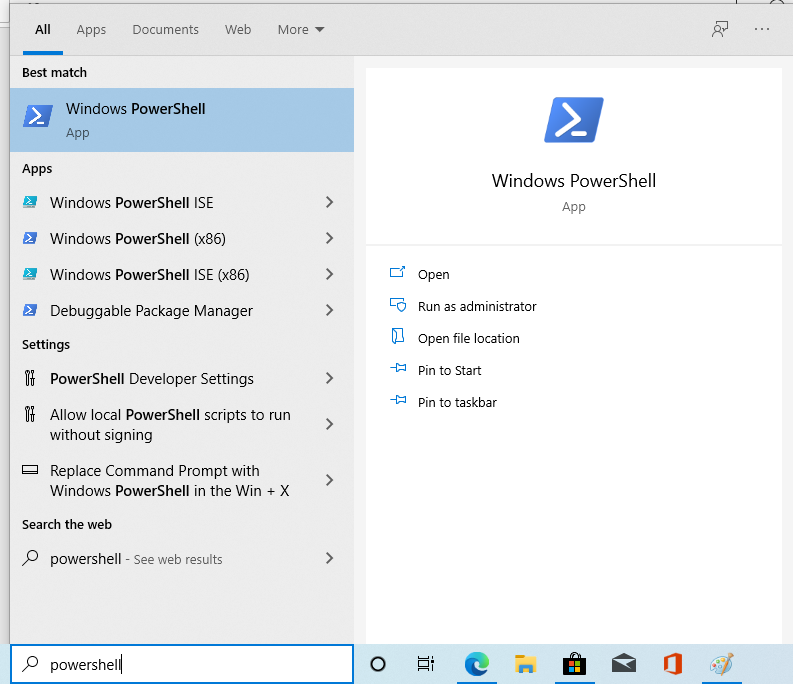 All Apps Documents Web More
Best match
Windows PowerShell
App
Apps
Windows PowerShell ISE
Windows PowerShell (x86)
Windows PowerShell ISE (x86)
Debuggable Package Manager
Settings
PowerShell Developer Settings
Allow local PowerShell scripts to run
without signing
Replace Command Prompt with
Windows PowerShell in the Win + X
Search the web
powershell - See web results
Windows PowerShell
App
Open
Run as administrator
Open file location
Pin to Start
Pin to taskbar
powershell